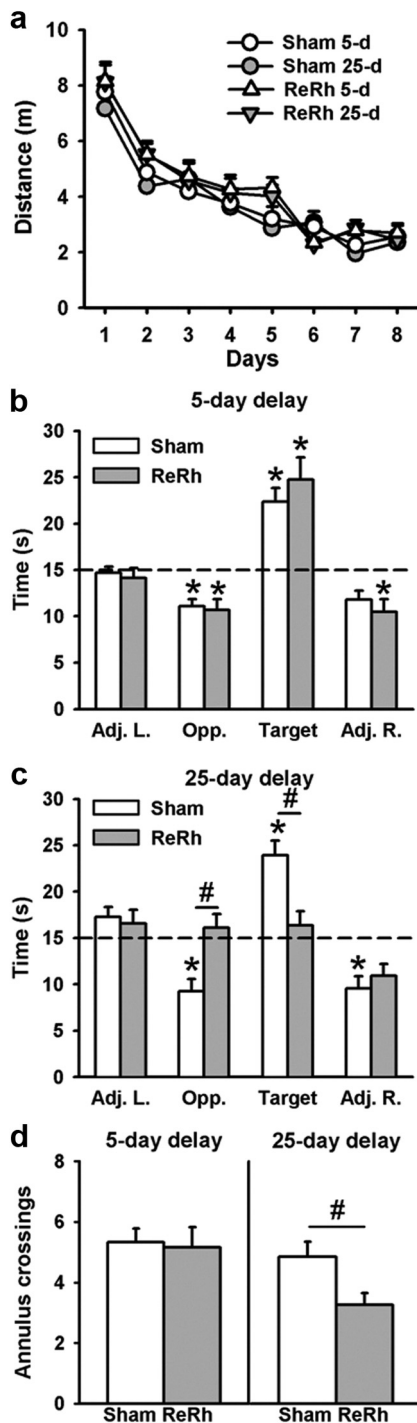 a
Sham 5-d
Sham 25-d
ReRh 5-d
ReRh 25-d
Distance (m)
10
8
6
4
2
0
1 2 3 4 5 6 7 8
Days
b
5-day delay
Sham
ReRh
Time (s)
30
25
20
15
10
5
0
* * * * *
Adj. L. Opp. Target Adj. R.
c
25-day delay
Sham
ReRh
Time (s)
30
25
20
15
10
5
0
# * * # *
Adj. L. Opp. Target Adj. R.
d
5-day delay 25-day delay
Annulus crossings
8
6
4
2
0
#
Sham ReRh Sham ReRh